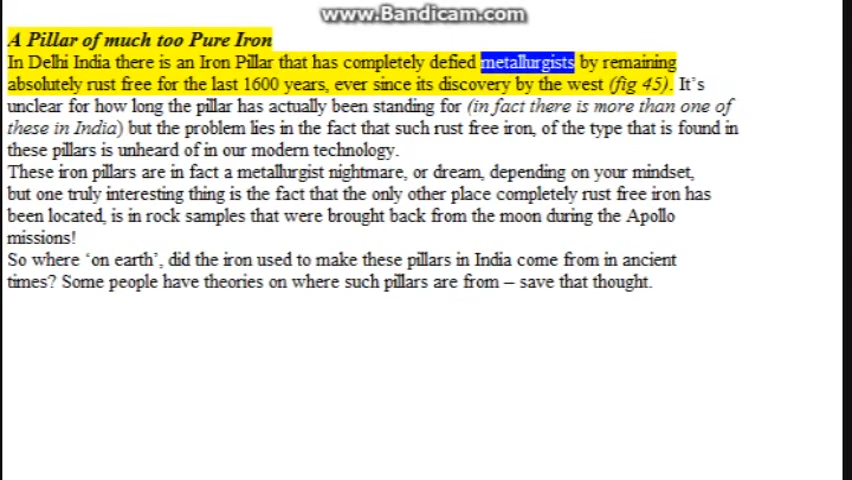 www.Bandicam.com
A Pillar of much too Pure Iron
In Delhi India there is an Iron Pillar that has completely defied metallurgists by remaining
absolutely rust free for the last 1600 years, ever since its discovery by the west (fig 45). It's
unclear for how long the pillar has actually been standing for (in fact there is more than one of
these in India) but the problem lies in the fact that such rust free iron, of the type that is found in
these pillars is unheard of in our modern technology.
These iron pillars are in fact a metallurgist nightmare, or dream, depending on your mindset,
but one truly interesting thing is the fact that the only other place completely rust free iron has
been located, is in rock samples that were brought back from the moon during the Apollo
missions!
So where ‘on earth’, did the iron used to make these pillars in India come from in ancient
times? Some people have theories on where such pillars are from – save that thought.